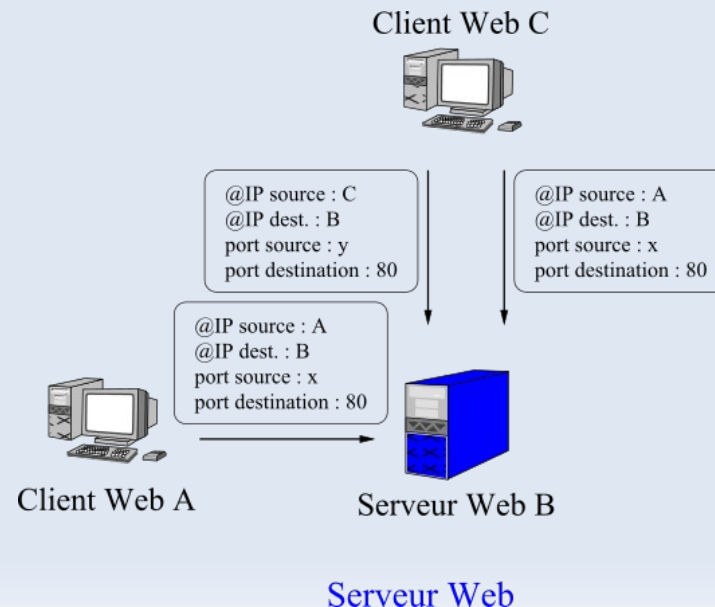 Client Web C
@IP source : C
@IP dest. : B
port source : y
port destination : 80
@IP source : A
@IP dest. : B
port source : x
port destination : 80
@IP source : A
@IP dest. : B
port source : x
port destination : 80
Client Web A
Serveur Web B
Serveur Web